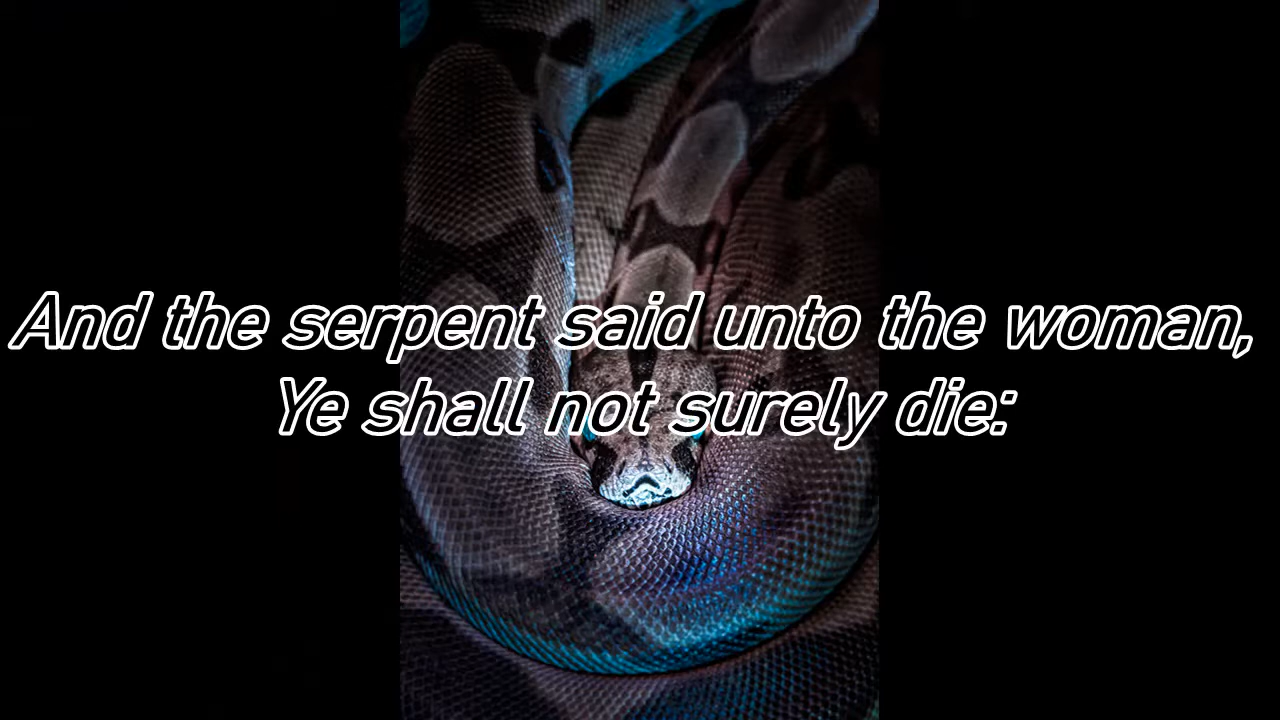 And the serpent said unto the woman,
Ye shall not surely die: